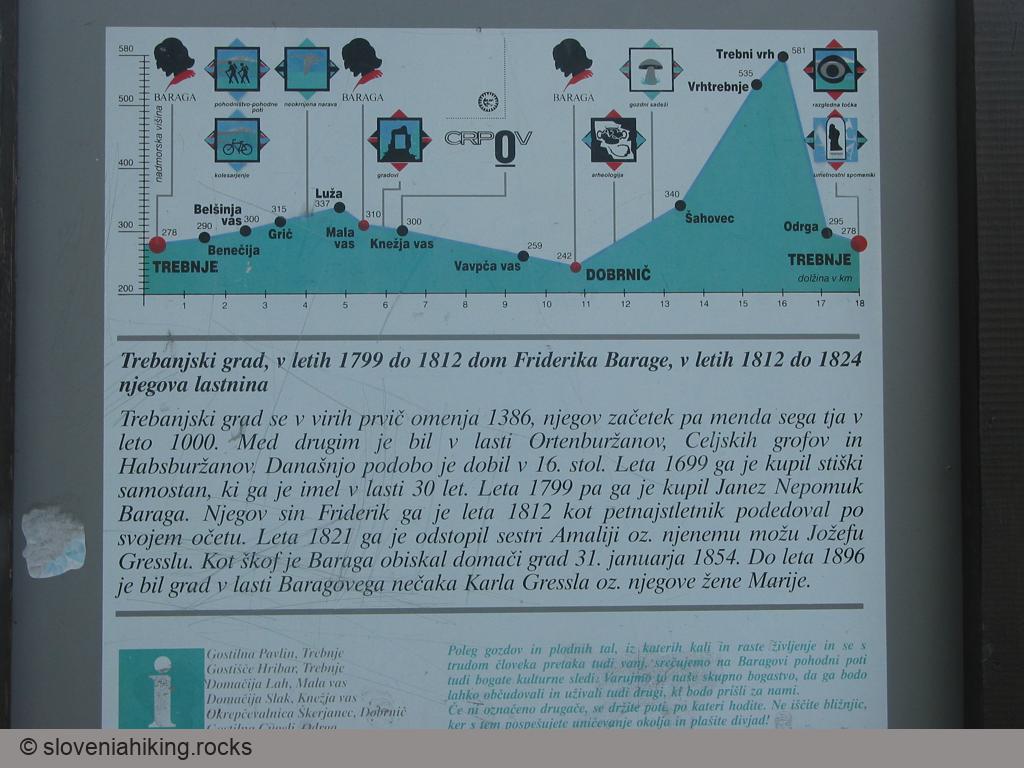 580
500
400
300
200
nadmorska višina
BARAGA
pohodništvo-pohodne
poti
neokrnjena narava
BARAGA
BARAGA
gozdni sadeži
razgledna točka
kolesarjenje
gradovi
CRPOV
arheologija
umetnostni spomeniki
278
TREBNJE
290
Benečija
Belšinja
vas
300
315
Grič
Luža
337
310
Mala
vas
300
Knežja vas
259
Vavpča vas
242
DOBRNIČ
340
Šahovec
535
Vrhtrebnje
Trebni vrh
581
Odrga
295
278
TREBNJE
dolžina v km
1 2 3 4 5 6 7 8 9 10 11 12 13 14 15 16 17 18
Trebanjski grad, v letih 1799 do 1812 dom Friderika Barage, v letih 1812 do 1824
njegova lastnina
Trebanjski grad se v virih prvič omenja 1386, njegov začetek pa menda sega tja v
leto 1000. Med drugim je bil v lasti Ortenburžanov, Celjskih grofov in
Habsburžanov. Današnjo podobo je dobil v 16. stol. Leta 1699 ga je kupil stiški
samostan, ki ga je imel v lasti 30 let. Leta 1799 pa ga je kupil Janez Nepomuk
Baraga. Njegov sin Friderik ga je leta 1812 kot petnajstletnik podedoval po
svojem očetu. Leta 1821 ga je odstopil sestri Amaliji oz. njenemu možu Jožefu
Gresslu. Kot škof je Baraga obiskal domači grad 31. januarja 1854. Do leta 1896
je bil grad v lasti Baragovega nečaka Karla Gressla oz. njegove žene Marije.
i
Gostilna Pavlin, Trebnje
Gostišče Hribar, Trebnje
Domačija Lah, Mala vas
Domačija Slak, Knežja vas
Okrepčevalnica Škerjanec, Dobrnič
Poleg gozdov in plodnih tal, iz katerih kali in raste življenje in se s
trudom človeka pretaka tudi vanj, srečujemo na Baragovi pohodni poti
tudi bogate kulturne sledi. Varujmo to naše skupno bogastvo, da ga bodo
lahko občudovali in uživali tudi drugi, ki bodo prišli za nami.
Če ni označeno drugače, se držite poti, po kateri hodite. Ne iščite bližnjic,
ker s tem pospešujete uničevanje okolja in plašite divjad!
© sloveniahiking.rocks